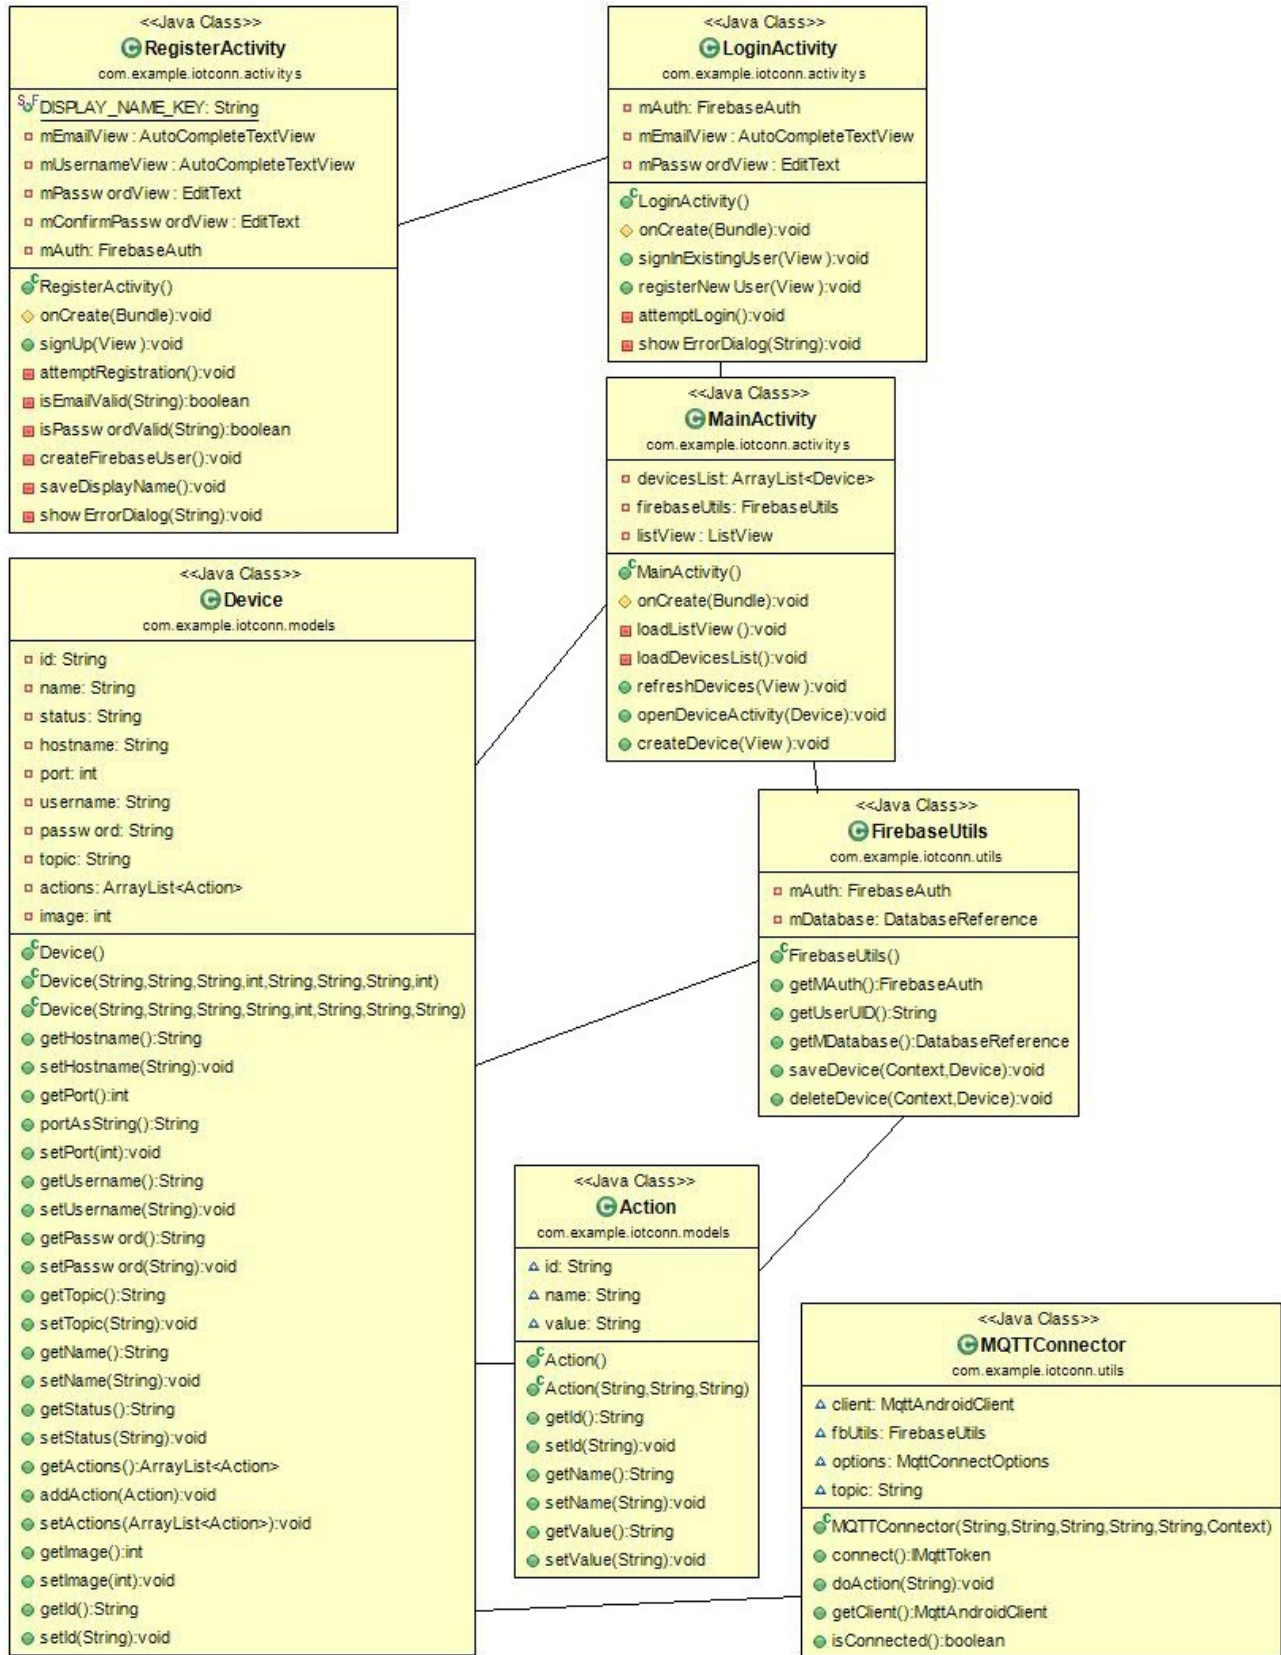 <<Java Class>>
RegisterActivity
com.example.iotconn.activitys
DISPLAY_NAME_KEY: String
mEmailView: AutoCompleteTextView
mUsernameView: AutoCompleteTextView
mPasswordView: EditText
mConfirmPasswordView: EditText
mAuth: FirebaseAuth
RegisterActivity()
onCreate(Bundle):void
signUp(View):void
attemptRegistration():void
isEmailValid(String):boolean
isPasswordValid(String):boolean
createFirebaseUser():void
saveDisplayName():void
showErrorDialog(String):void
<<Java Class>>
LoginActivity
com.example.iotconn.activitys
mAuth: FirebaseAuth
mEmailView: AutoCompleteTextView
mPasswordView: EditText
LoginActivity()
onCreate(Bundle):void
signInExistingUser(View):void
registerNewUser(View):void
attemptLogin():void
showErrorDialog(String):void
<<Java Class>>
MainActivity
com.example.iotconn.activitys
devicesList: ArrayList<Device>
firebaseUtils: FirebaseUtils
listView: ListView
MainActivity()
onCreate(Bundle):void
loadListView():void
loadDevicesList():void
refreshDevices(View):void
openDeviceActivity(Device):void
createDevice(View):void
<<Java Class>>
Device
com.example.iotconn.models
id: String
name: String
status: String
hostname: String
port: int
username: String
password: String
topic: String
actions: ArrayList<Action>
image: int
Device()
Device(String,String,String,int,String,String,String,int)
Device(String,String,String,String,int,String,String,String)
getHostname():String
setHostname(String):void
getPort():int
portAsString():String
setPort(int):void
getUsername():String
setUsername(String):void
getPassword():String
setPassword(String):void
getTopic():String
setTopic(String):void
getName():String
setName(String):void
getStatus():String
setStatus(String):void
getActions():ArrayList<Action>
addAction(Action):void
setActions(ArrayList<Action>):void
getImage():int
setImage(int):void
getId():String
setId(String):void
<<Java Class>>
FirebaseUtils
com.example.iotconn.utils
mAuth: FirebaseAuth
mDatabase: DatabaseReference
FirebaseUtils()
getMAuth():FirebaseAuth
getUserUID():String
getMDatabase():DatabaseReference
saveDevice(Context,Device):void
deleteDevice(Context,Device):void
<<Java Class>>
Action
com.example.iotconn.models
id: String
name: String
value: String
Action()
Action(String,String,String)
getId():String
setId(String):void
getName():String
setName(String):void
getValue():String
setValue(String):void
<<Java Class>>
MQTTConnector
com.example.iotconn.utils
client: MqttAndroidClient
fbUtils: FirebaseUtils
options: MqttConnectOptions
topic: String
MQTTConnector(String,String,String,String,String,Context)
connect():IMqttToken
doAction(String):void
getClient():MqttAndroidClient
isConnected():boolean